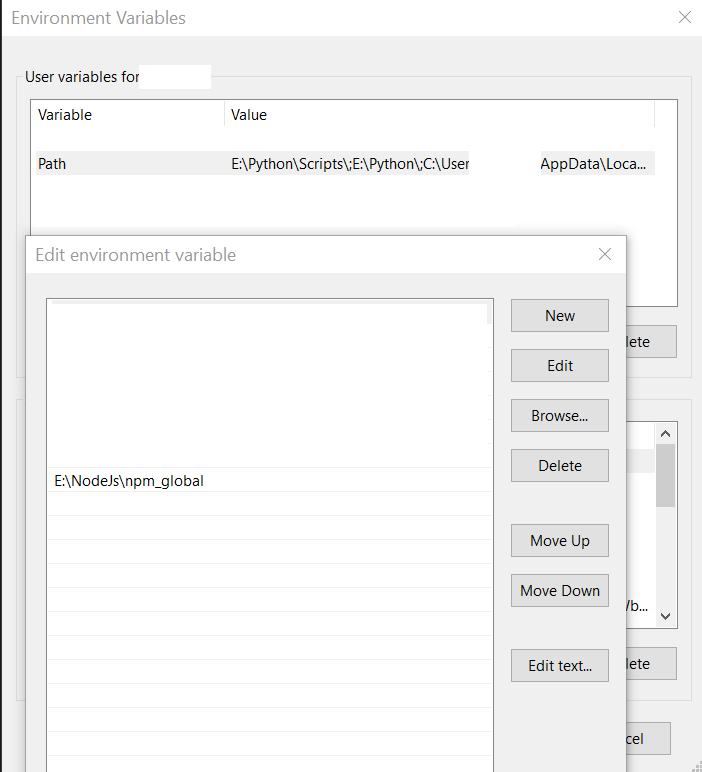 Environment Variables
User variables for
Variable Value
Path E:\Python\Scripts\;E:\Python\;C:\User AppData\Loca...
Edit environment variable
New
lete
Edit
Browse...
Delete
E:\NodeJs\npm_global
Move Up
Move Down
/b...
Edit text...
lete
cel